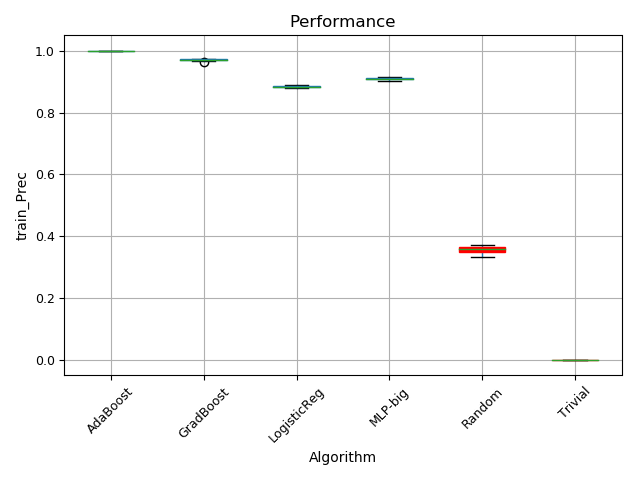 Performance
train_Prec
1.0
0.8
0.6
0.4
0.2
0.0
AdaBoost
GradBoost
LogisticReg
MLP-big
Random
Trivial
Algorithm